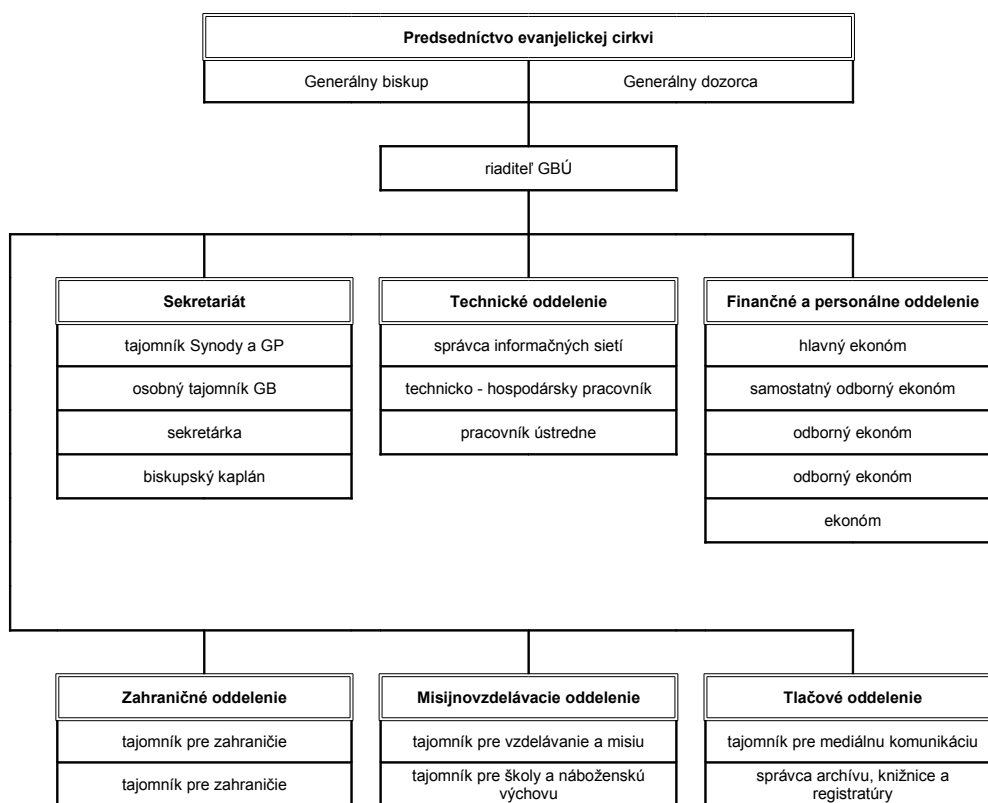 Predsedníctvo evanjelickej cirkvi
Generálny biskup
Generálny dozorca
riaditeľ GBÚ
Sekretariát
tajomník Synody a GP
osobný tajomník GB
sekretárka
biskupský kaplán
Technické oddelenie
správca informačných sietí
technicko - hospodársky pracovník
pracovník ústredne
Finančné a personálne oddelenie
hlavný ekonóm
samostatný odborný ekonóm
odborný ekonóm
odborný ekonóm
ekonóm
Zahraničné oddelenie
tajomník pre zahraničie
tajomník pre zahraničie
Misijnovzdelávacie oddelenie
tajomník pre vzdelávanie a misiu
tajomník pre školy a náboženskú
výchovu
Tlačové oddelenie
tajomník pre mediálnu komunikáciu
správca archívu, knižnice a
registratúry